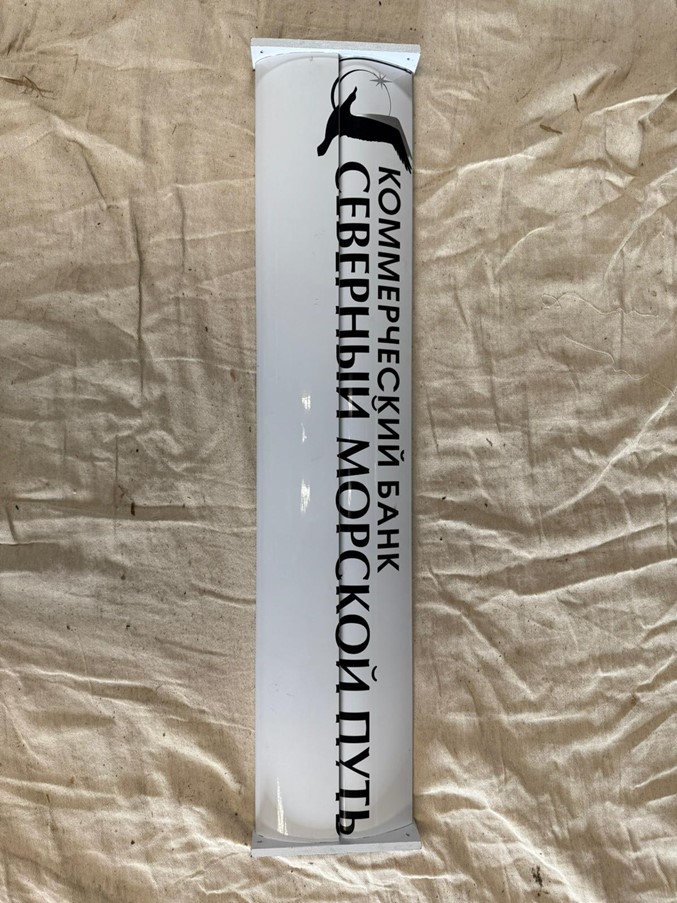 КОММЕРЧЕСКИЙ БАНК
СЕВЕРНЫЙ МОРСКОЙ ПУТЬ